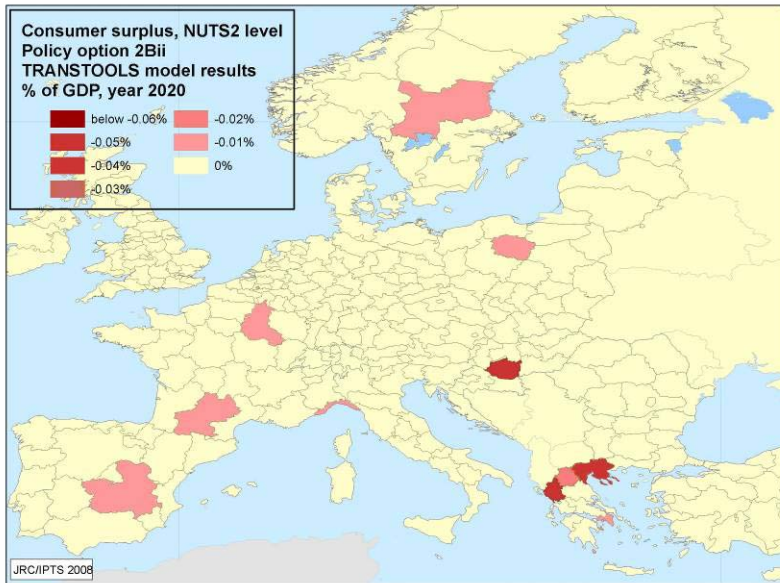 Consumer surplus, NUTS2 level
Policy option 2Bii
TRANSTOOLS model results
% of GDP, year 2020
below -0.06%
-0.02%
-0.05%
-0.01%
-0.04%
0%
-0.03%
JRC/IPTS 2008